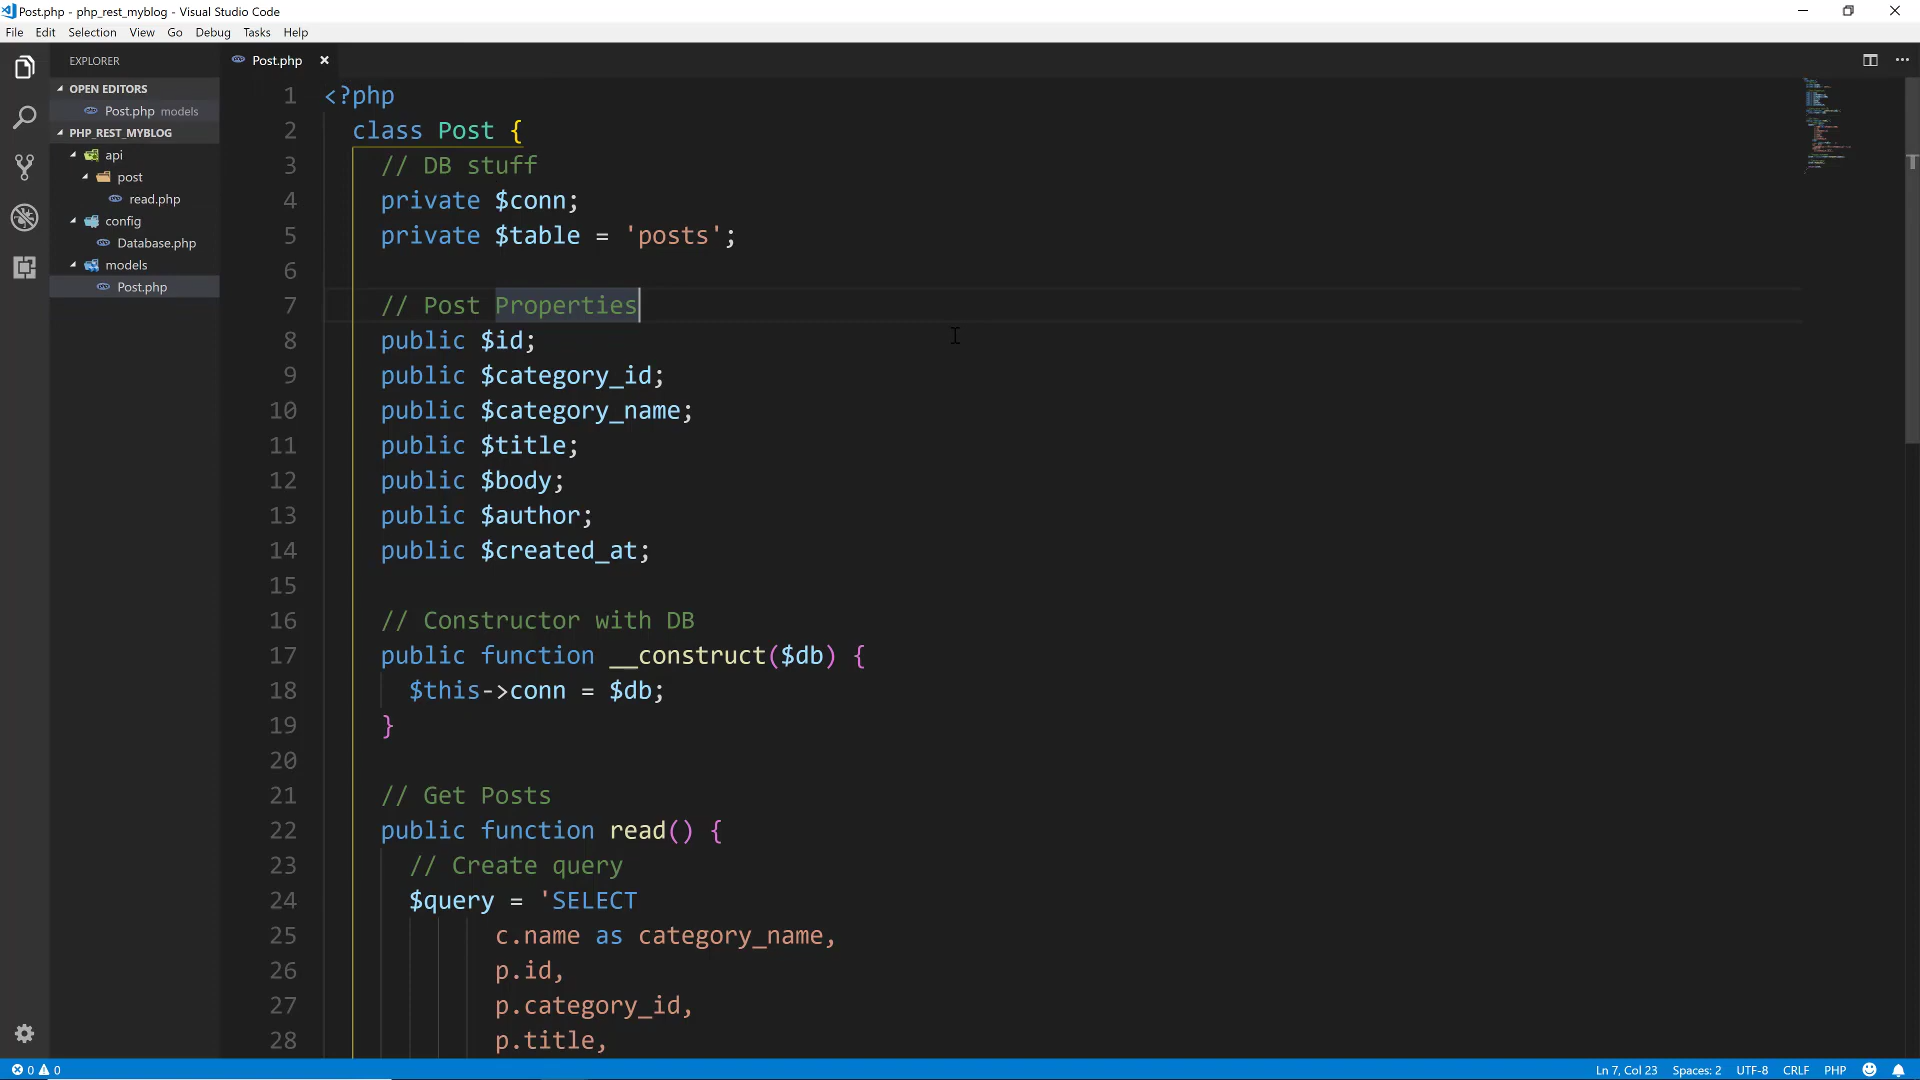 Post.php - php_rest_myblog - Visual Studio Code
File Edit Selection View Go Debug Tasks Help
EXPLORER
OPEN EDITORS
Post.php models
PHP_REST_MYBLOG
api
post
read.php
config
Database.php
models
Post.php
Post.php
1 <?php
2 class Post {
3 // DB stuff
4 private $conn;
5 private $table = 'posts';
6
7 // Post Properties
8 public $id;
9 public $category_id;
10 public $category_name;
11 public $title;
12 public $body;
13 public $author;
14 public $created_at;
15
16 // Constructor with DB
17 public function __construct($db) {
18 $this->conn = $db;
19 }
20
21 // Get Posts
22 public function read() {
23 // Create query
24 $query = 'SELECT
25 c.name as category_name,
26 p.id,
27 p.category_id,
28 p.title,
0 0 Ln 7, Col 23 Spaces: 2 UTF-8 CRLF PHP